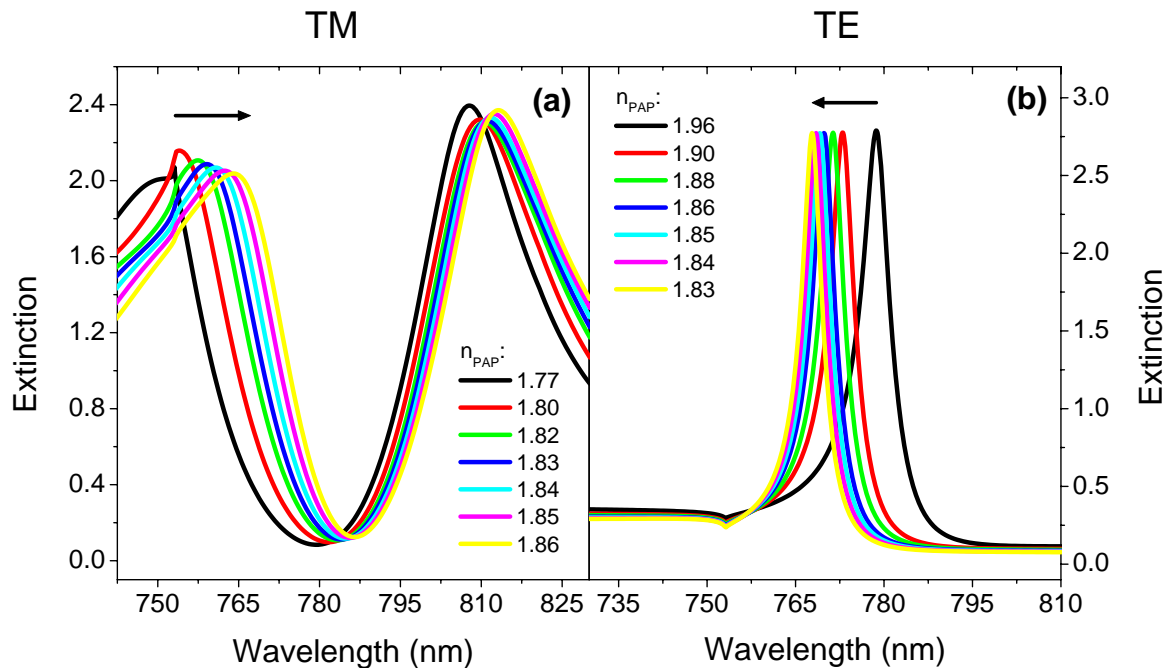 TM
TE
(a)
(b)
n_PAP:
1.77
1.80
1.82
1.83
1.84
1.85
1.86
n_PAP:
1.96
1.90
1.88
1.86
1.85
1.84
1.83
2.4
2.0
1.6
1.2
0.8
0.4
0.0
3.0
2.5
2.0
1.5
1.0
0.5
0.0
Extinction
Extinction
750 765 780 795 810 825
735 750 765 780 795 810
Wavelength (nm)
Wavelength (nm)